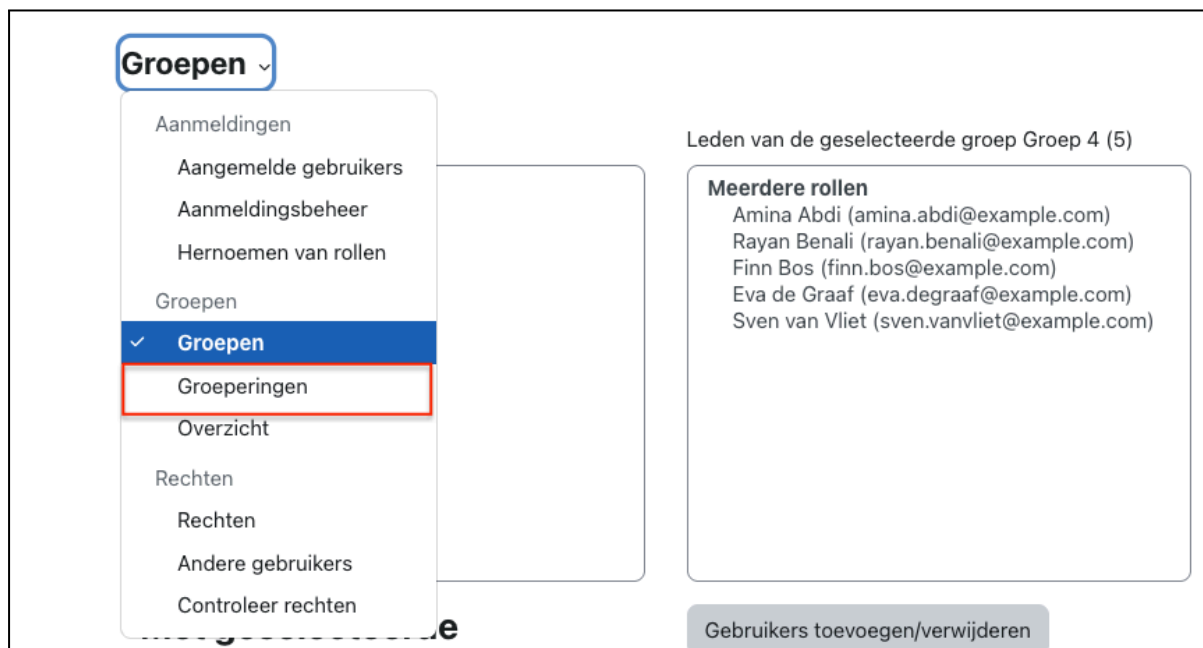 Groepen
Aanmeldingen
Aangemelde gebruikers
Aanmeldingsbeheer
Hernoemen van rollen
Groepen
Groepen
Groeperingen
Overzicht
Rechten
Rechten
Andere gebruikers
Controleer rechten
Leden van de geselecteerde groep Groep 4 (5)
Meerdere rollen
Amina Abdi (amina.abdi@example.com)
Rayan Benali (rayan.benali@example.com)
Finn Bos (finn.bos@example.com)
Eva de Graaf (eva.degraaf@example.com)
Sven van Vliet (sven.vanvliet@example.com)
Gebruikers toevoegen/verwijderen